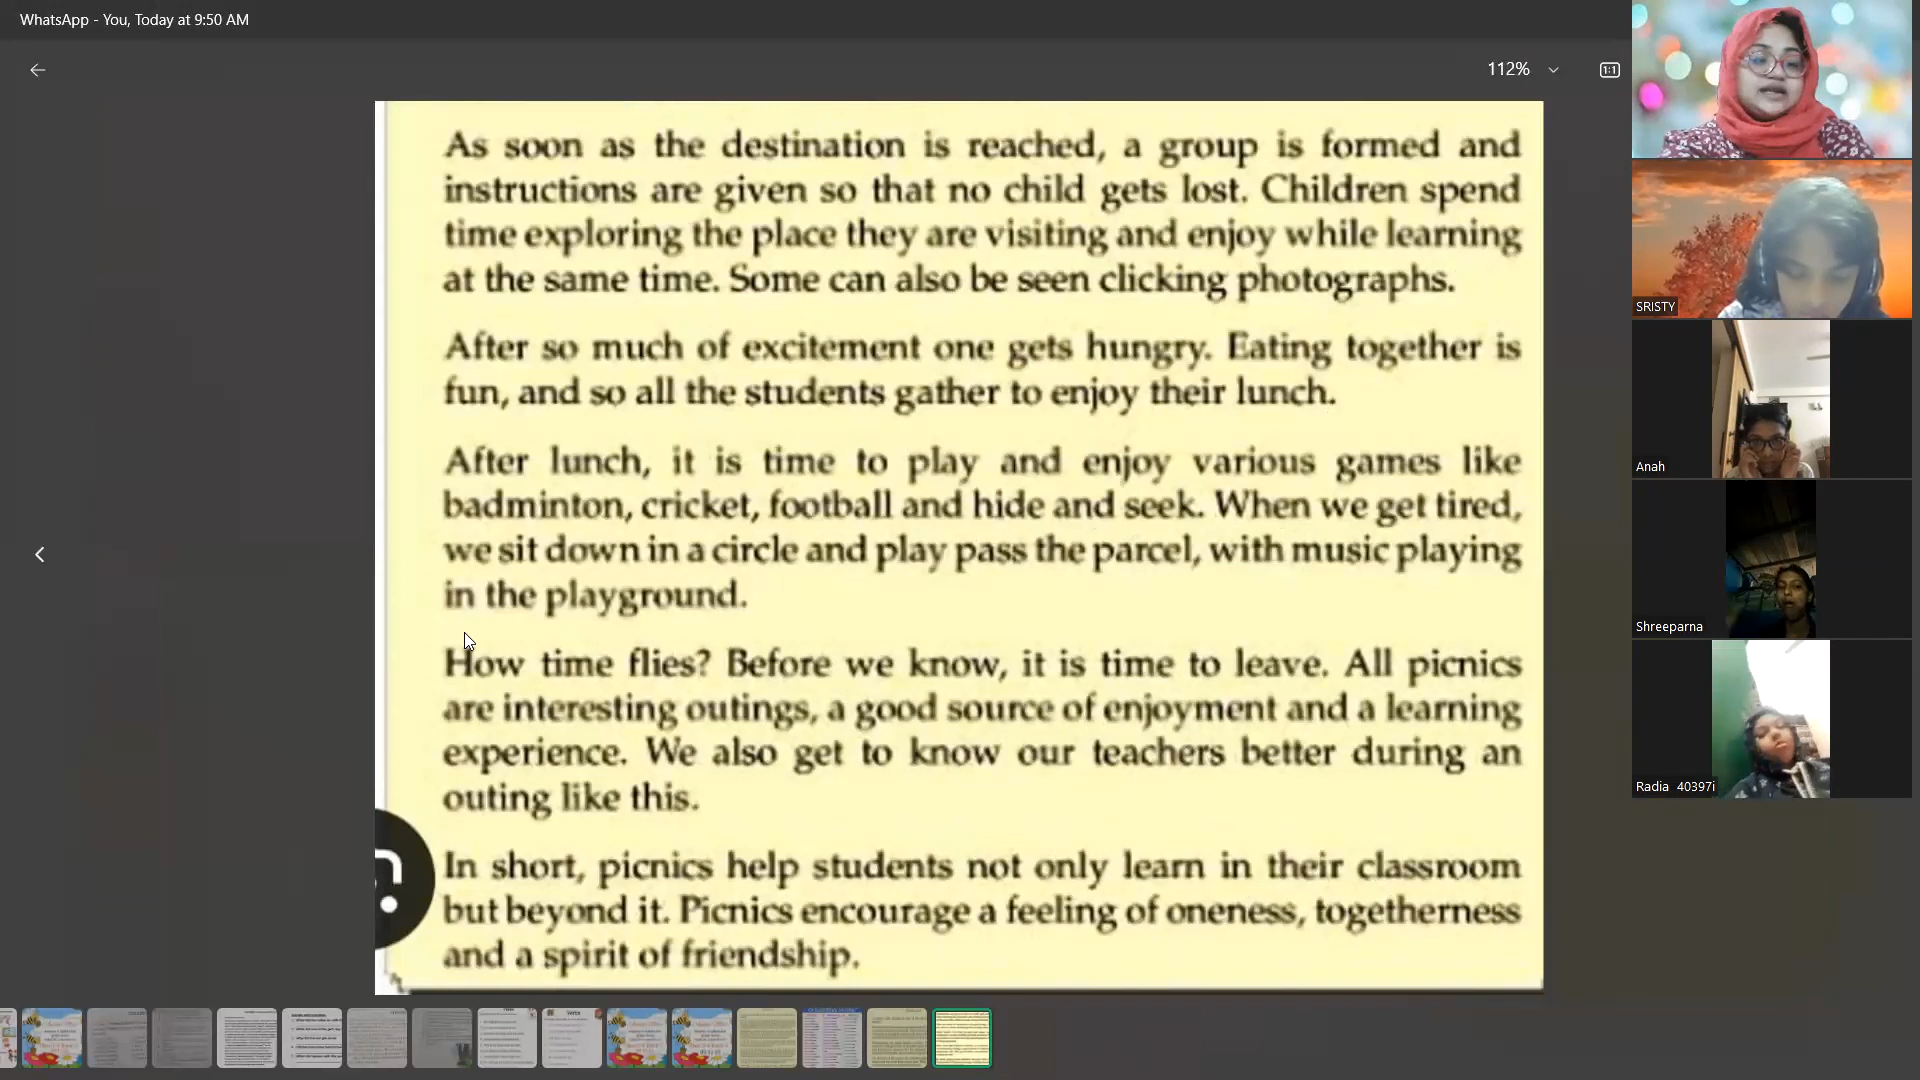 WhatsApp - You, Today at 9:50 AM
112%
1:1
As soon as the destination is reached, a group is formed and
instructions are given so that no child gets lost. Children spend
time exploring the place they are visiting and enjoy while learning
at the same time. Some can also be seen clicking photographs.
After so much of excitement one gets hungry. Eating together is
fun, and so all the students gather to enjoy their lunch.
After lunch, it is time to play and enjoy various games like
badminton, cricket, football and hide and seek. When we get tired,
we sit down in a circle and play pass the parcel, with music playing
in the playground.
How time flies? Before we know, it is time to leave. All picnics
are interesting outings, a good source of enjoyment and a learning
experience. We also get to know our teachers better during an
outing like this.
In short, picnics help students not only learn in their classroom
but beyond it. Picnics encourage a feeling of oneness, togetherness
and a spirit of friendship.
SRISTY
Anah
Shreeparna
Radia 40397i